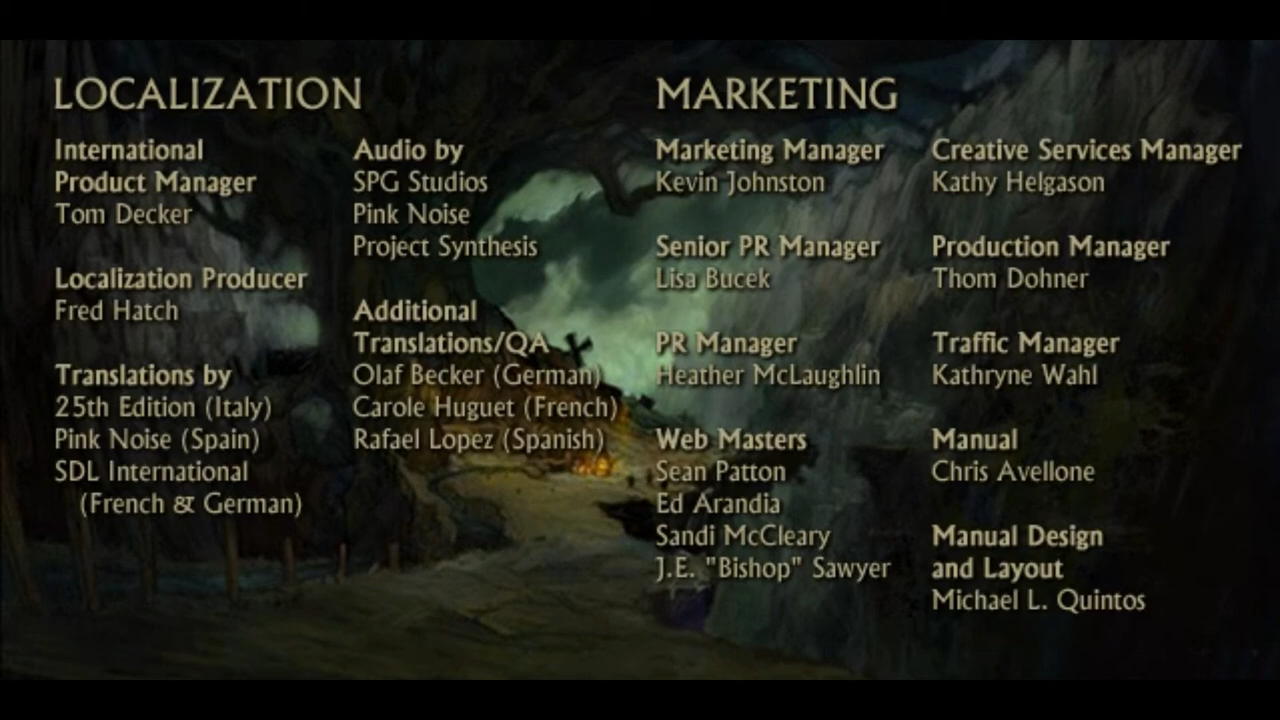 LOCALIZATION
International
Product Manager
Tom Decker
Localization Producer
Fred Hatch
Translations by
25th Edition (Italy)
Pink Noise (Spain)
SDL International
(French & German)
Audio by
SPG Studios
Pink Noise
Project Synthesis
Additional
Translations/QA
Olaf Becker (German)
Carole Huguet (French)
Rafael Lopez (Spanish)
MARKETING
Marketing Manager
Kevin Johnston
Senior PR Manager
Lisa Bucek
PR Manager
Heather McLaughlin
Web Masters
Sean Patton
Ed Arandia
Sandi McCleary
J.E. "Bishop" Sawyer
Creative Services Manager
Kathy Helgason
Production Manager
Thom Dohner
Traffic Manager
Kathryne Wahl
Manual
Chris Avellone
Manual Design
and Layout
Michael L. Quintos